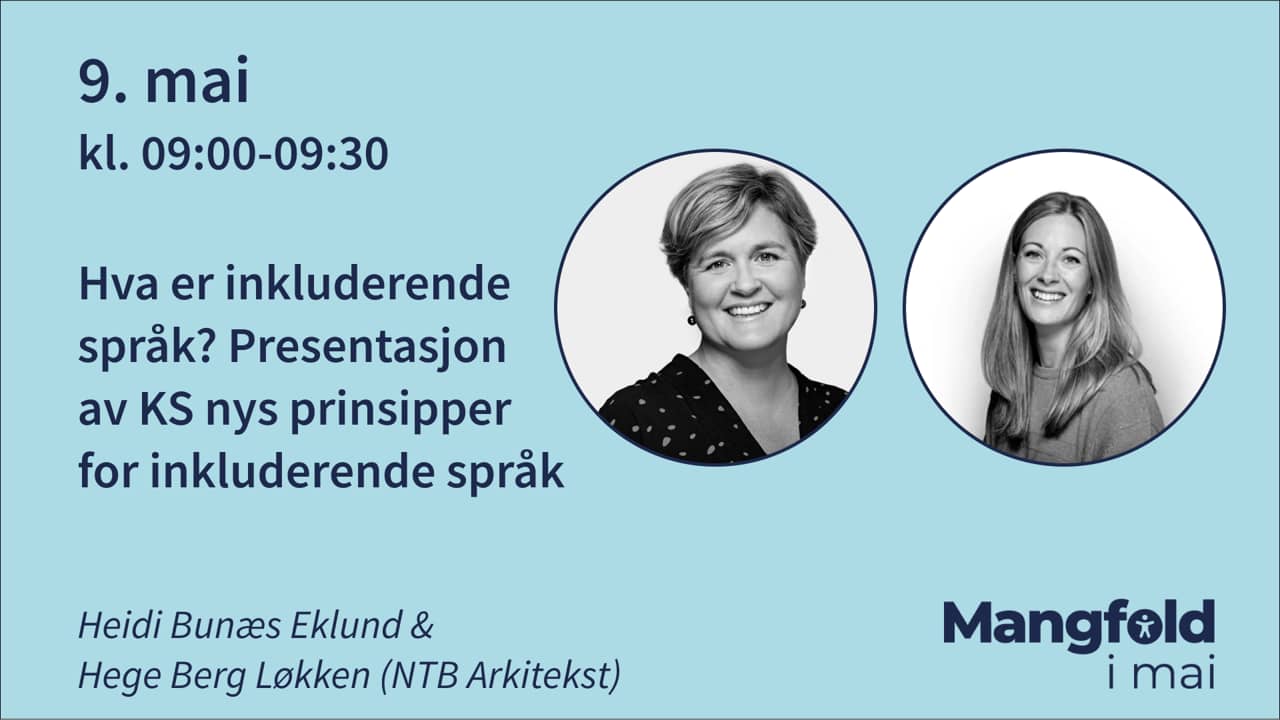 9. mai
kl. 09:00-09:30
Hva er inkluderende
språk? Presentasjon
av KS nys prinsipper
for inkluderende språk
Heidi Bunæs Eklund &
Hege Berg Løkken (NTB Arkitekst)
Mangfold
i mai